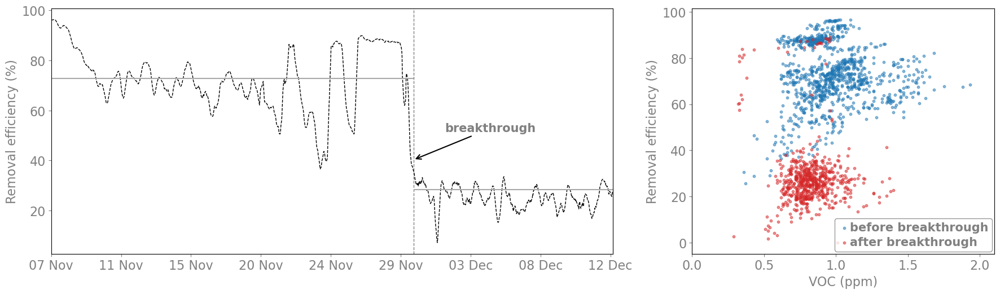 Removal efficiency (%)
100
80
60
40
20
breakthrough
07 Nov 11 Nov 15 Nov 20 Nov 24 Nov 29 Nov 03 Dec 08 Dec 12 Dec
Removal efficiency (%)
100
80
60
40
20
0
before breakthrough
after breakthrough
0.0 0.5 1.0 1.5 2.0
VOC (ppm)